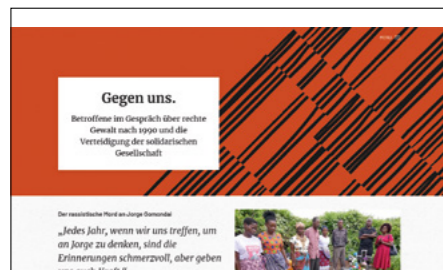 Gegen uns.
Betroffene im Gespräch über rechte
Gewalt nach 1990 und die
Verteidigung der solidarischen
Gesellschaft
Der rassistische Mord an Jorge Gomondai
„Jedes Jahr, wenn wir uns treffen, um
an Jorge zu denken, sind die
Erinnerungen schmerzvoll, aber geben